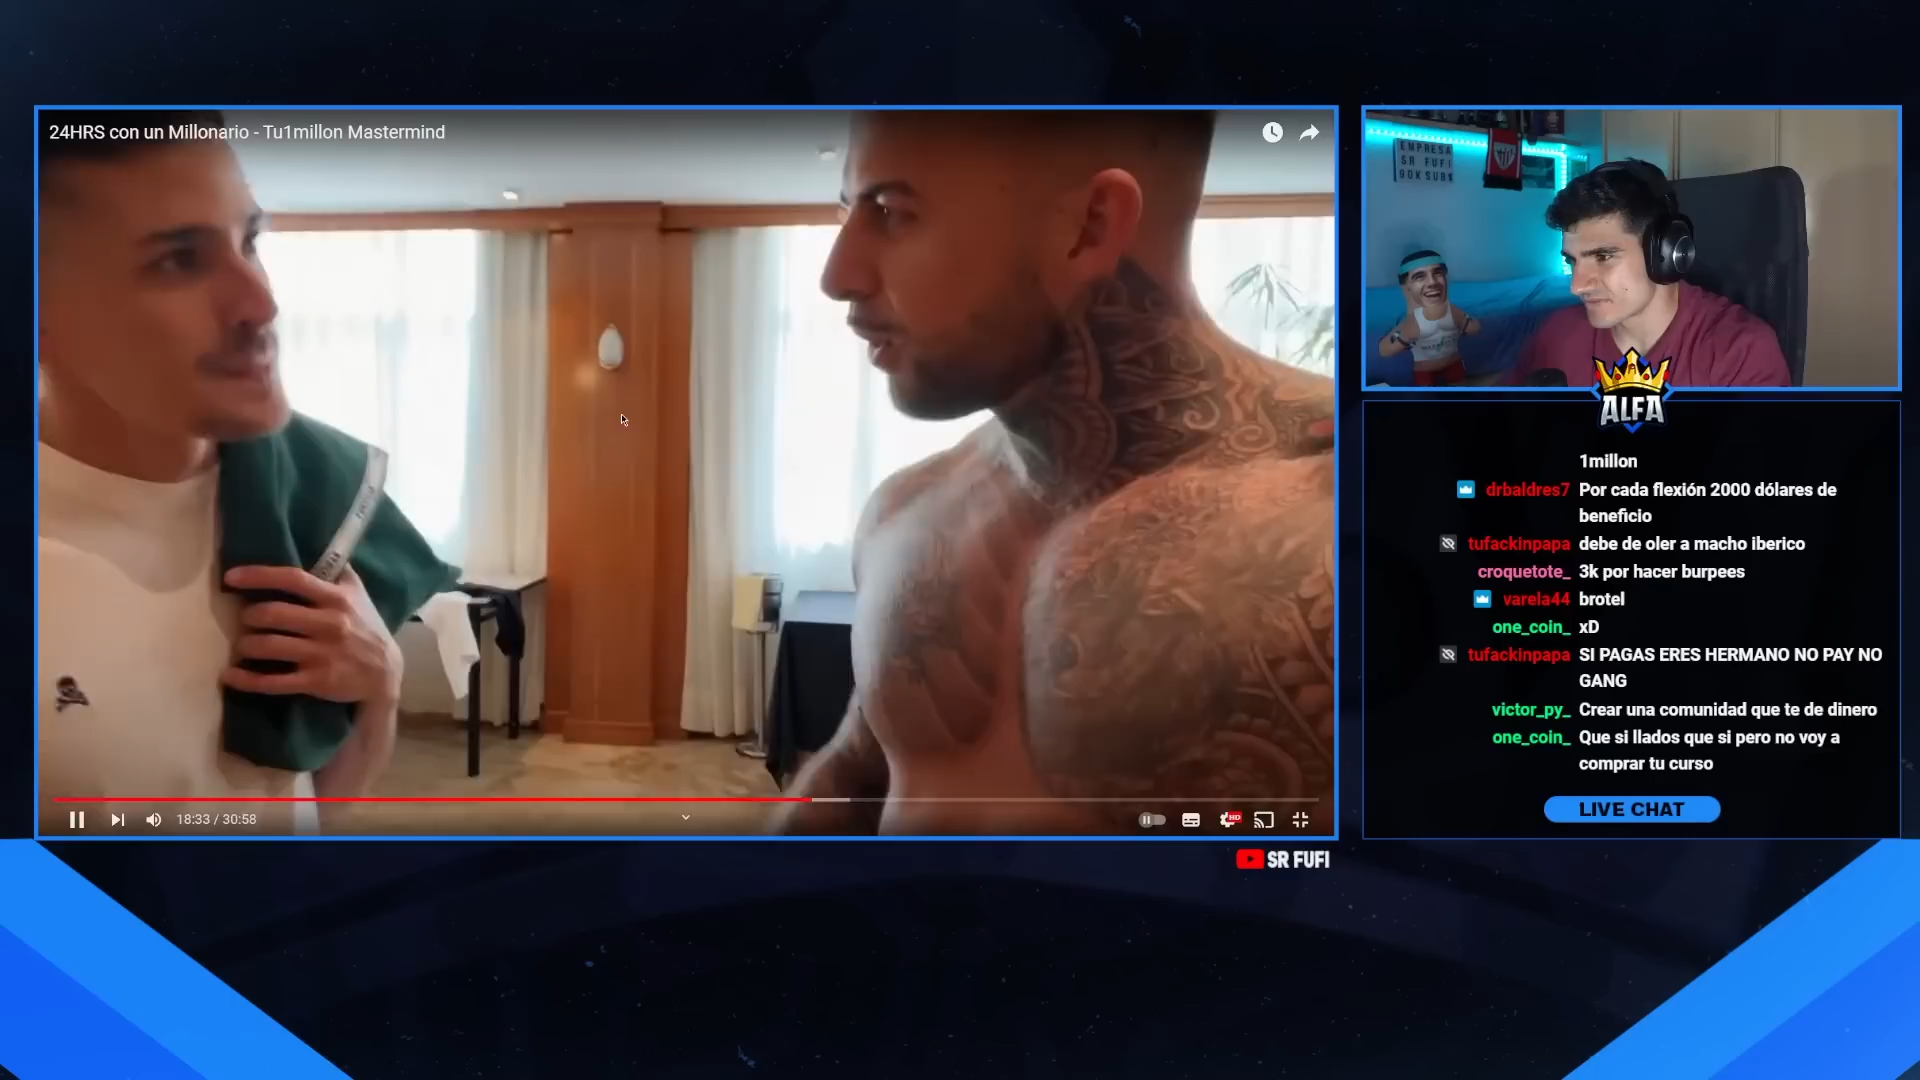 24HRS con un Millonario - Tu1millon Mastermind
EMPRESA
SR FUFI
90K SUBS
ALFA
1millon
drbaldres7 Por cada flexión 2000 dólares de
beneficio
tufackinpapa debe de oler a macho iberico
croquetote_ 3k por hacer burpees
varela44 brotel
one_coin_ xD
tufackinpapa SI PAGAS ERES HERMANO NO PAY NO
GANG
victor_py_ Crear una comunidad que te de dinero
one_coin_ Que si llados que si pero no voy a
comprar tu curso
LIVE CHAT
18:33 / 30:58
HD
SR FUFI